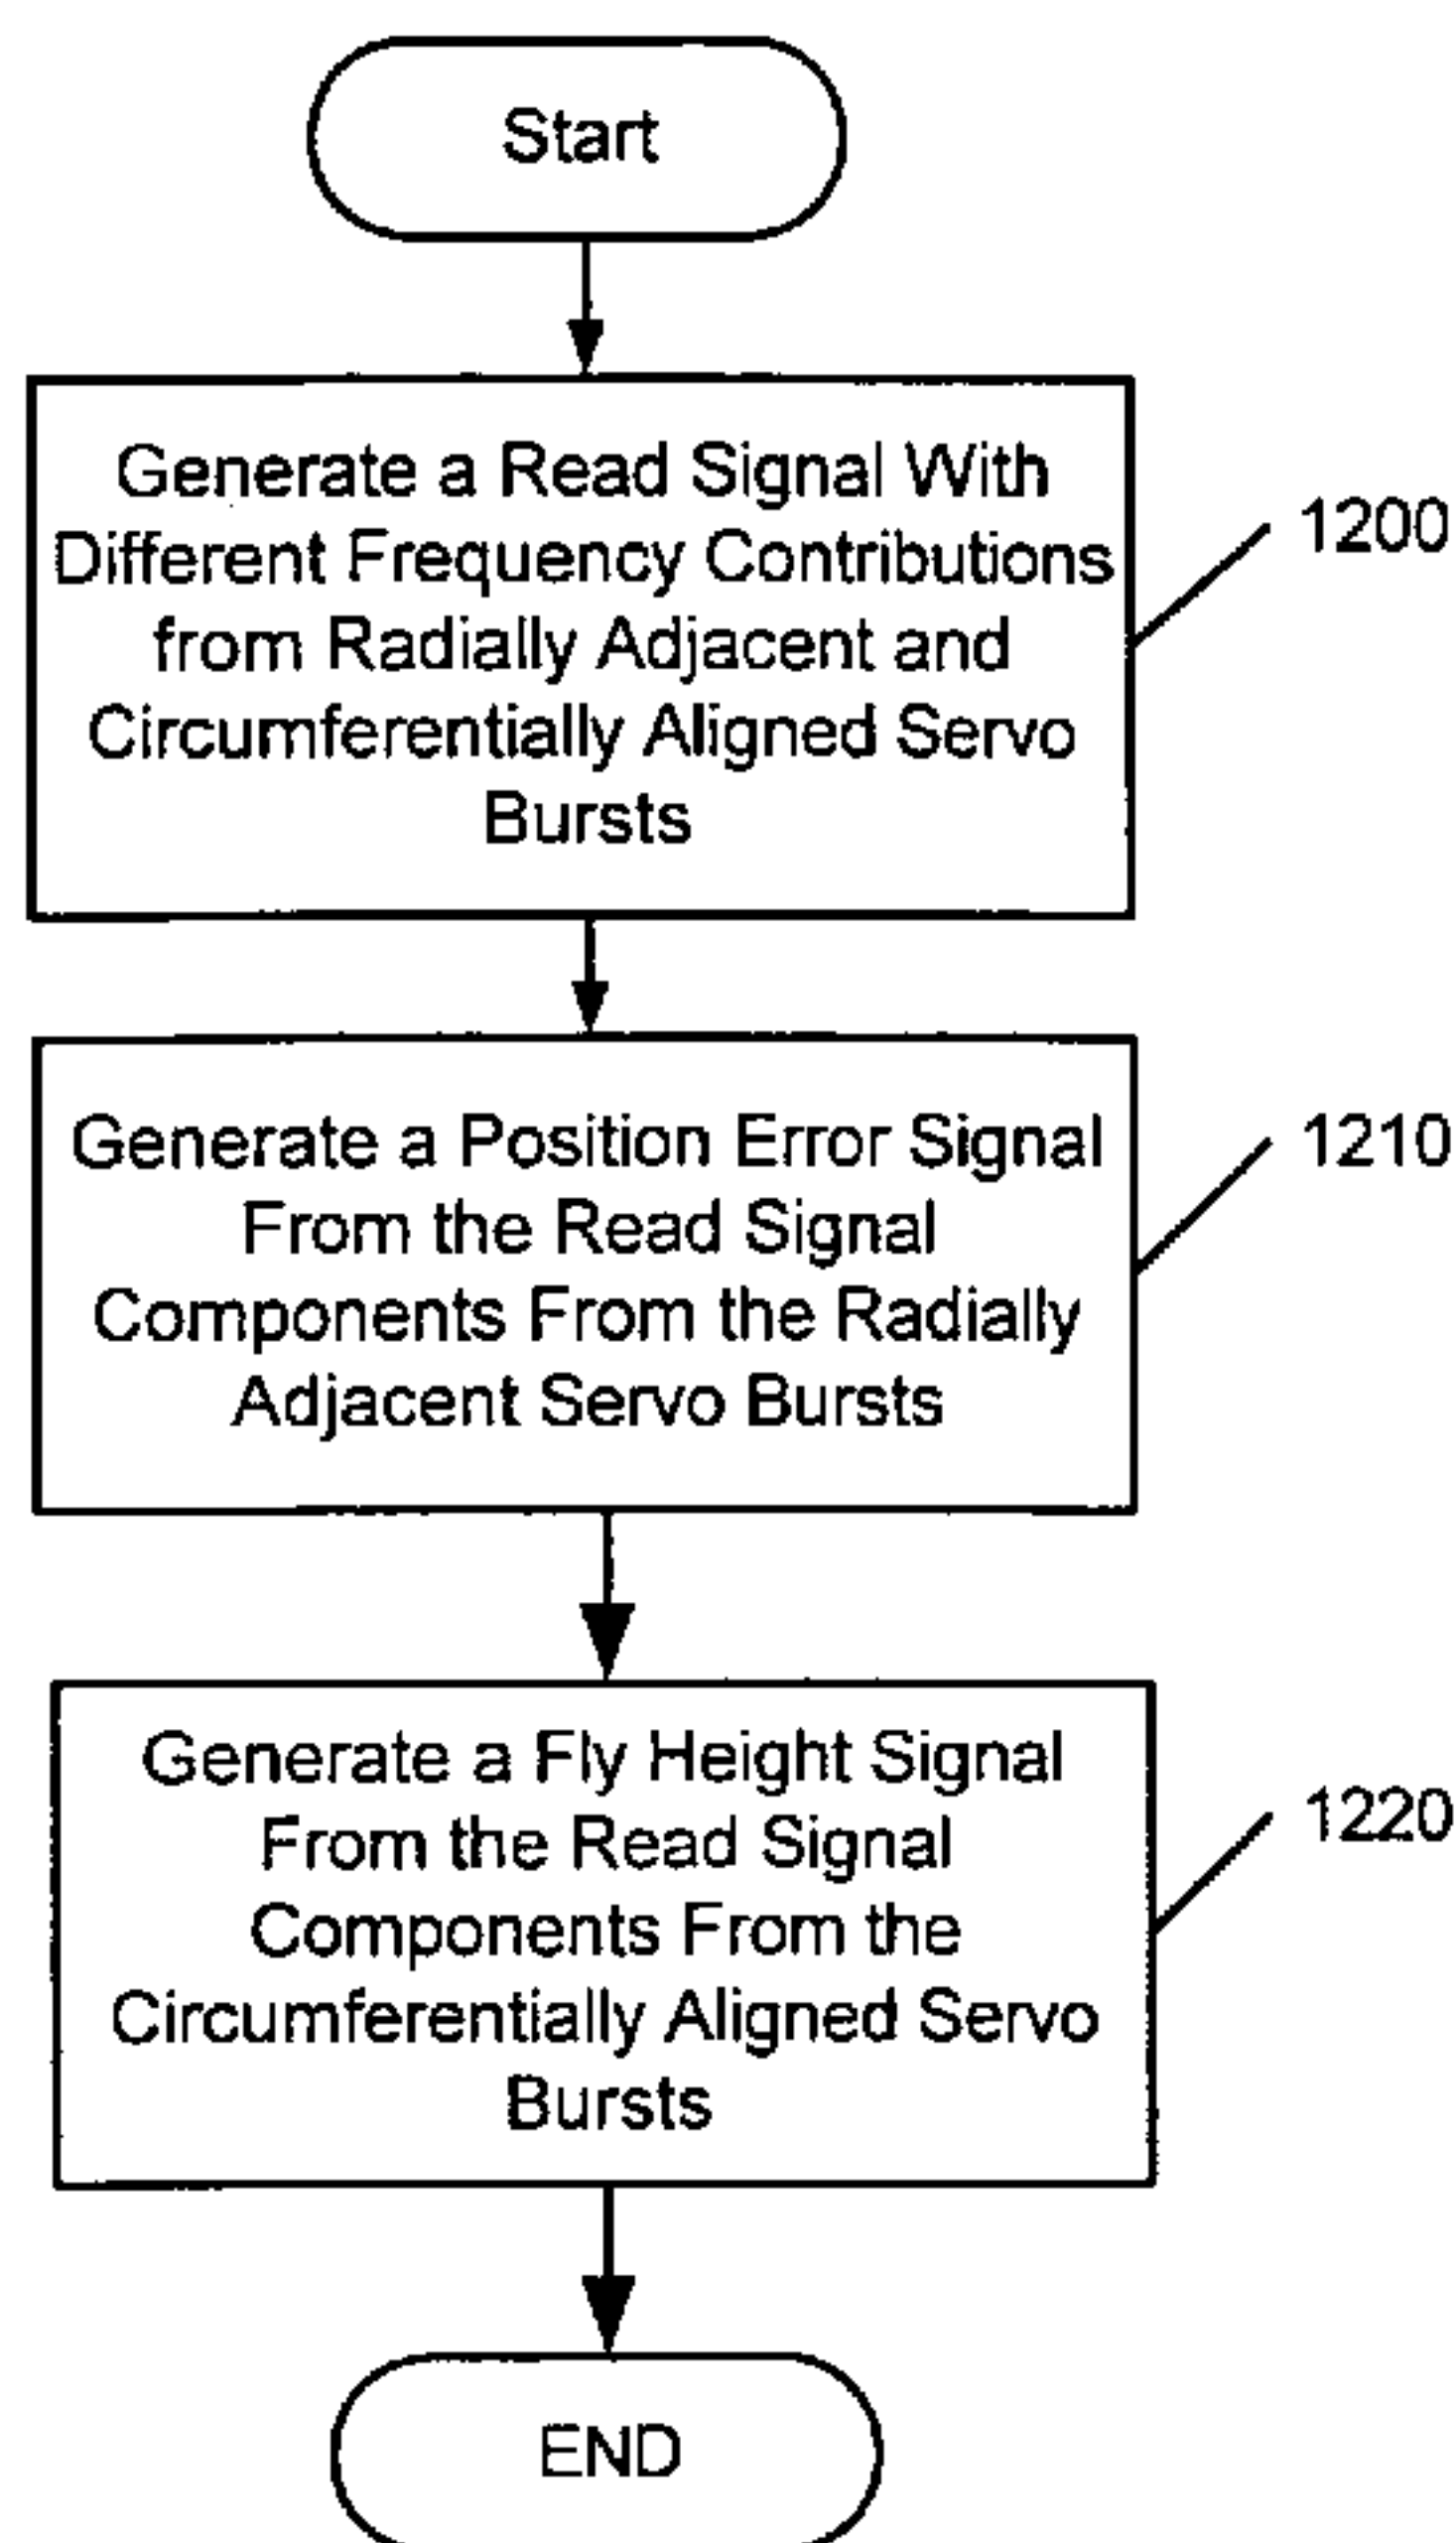 Start
Generate a Read Signal With
Different Frequency Contributions
from Radially Adjacent and
Circumferentially Aligned Servo
Bursts
1200
Generate a Position Error Signal
From the Read Signal
Components From the Radially
Adjacent Servo Bursts
1210
Generate a Fly Height Signal
From the Read Signal
Components From the
Circumferentially Aligned Servo
Bursts
1220
END